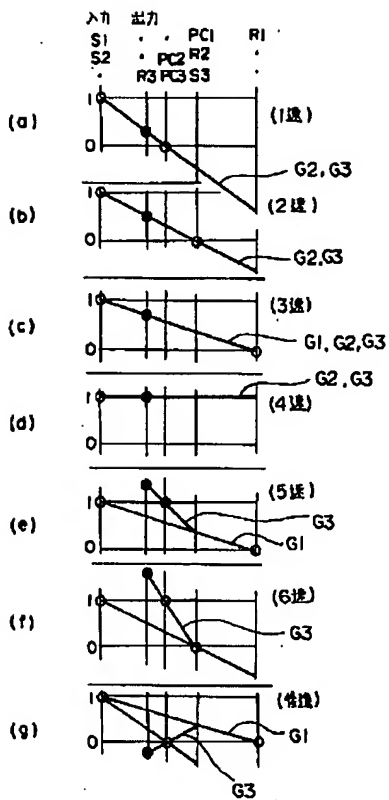 入力 出力
S1 ・ ・ PC1 R1
S2 ・ PC2 R2 ・
・ R3 PC3 S3 ・
(a) 1 0 (1速) G2,G3
(b) 1 0 (2速) G2,G3
(c) 1 0 (3速) G1,G2,G3
(d) 1 0 (4速) G2,G3
(e) 1 0 (5速) G3 G1
(f) 1 0 (6速) G3
(g) 1 0 (後進) G1 G3